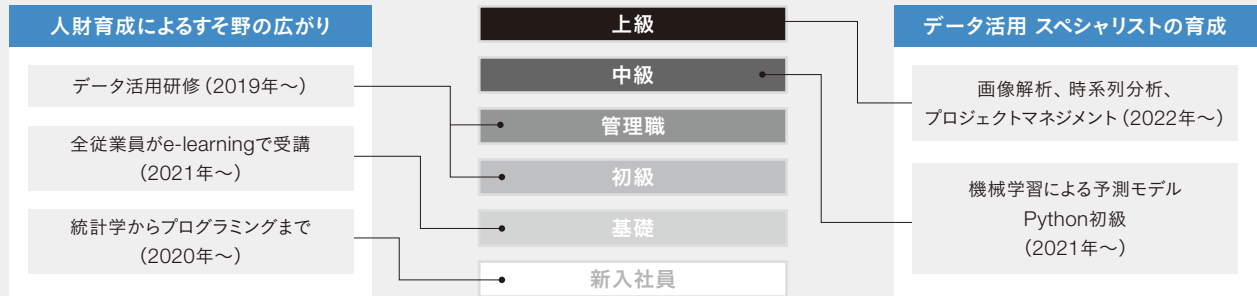 人財育成によるすそ野の広がり
データ活用研修（2019年～）
全従業員がe-learningで受講
（2021年～）
統計学からプログラミングまで
（2020年～）
上級
中級
管理職
初級
基礎
新入社員
データ活用 スペシャリストの育成
画像解析、時系列分析、
プロジェクトマネジメント（2022年～）
機械学習による予測モデル
Python初級
（2021年～）